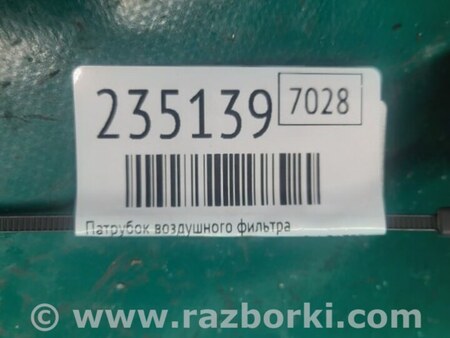 235139 7028
Патрубок воздушного фильтра
© www.razborki.com